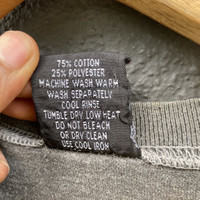 75% COTTON
25% POLYESTER
MACHINE WASH WARM
WASH SEPARATELY
COOL RINSE
TUMBLE DRY LOW HEAT
DO NOT BLEACH
OR DRY CLEAN
USE COOL IRON